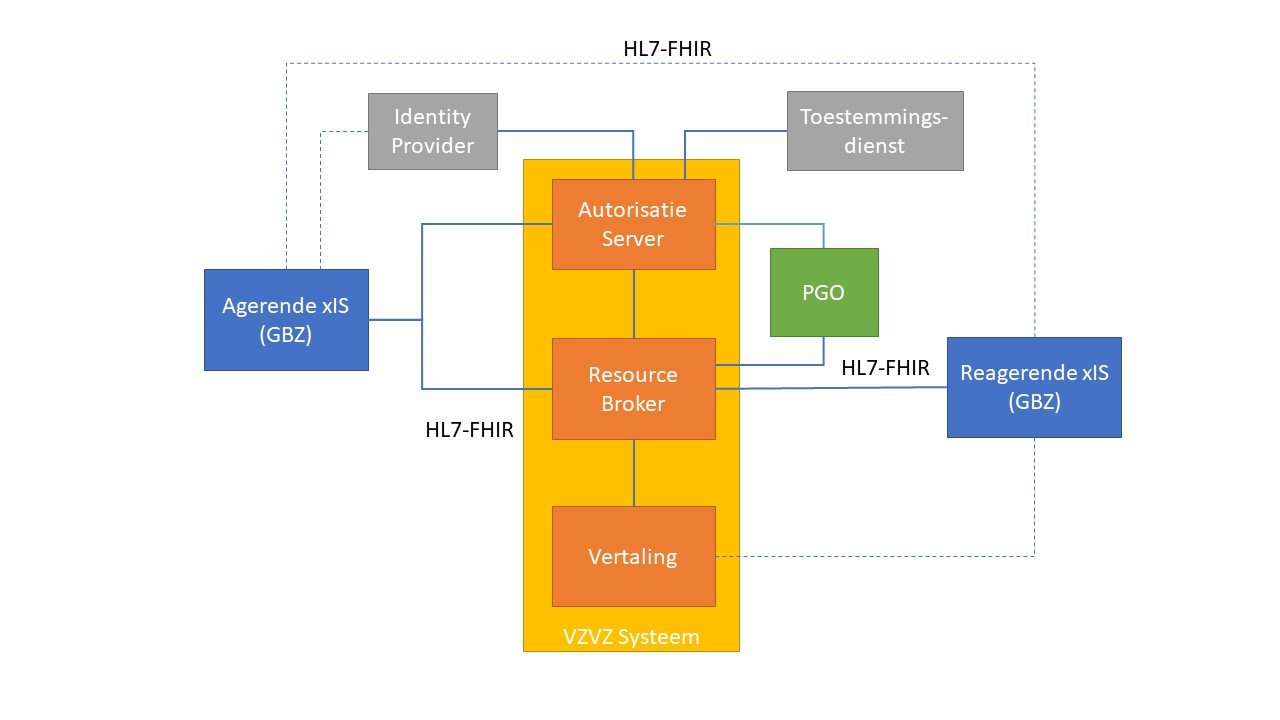 HL7-FHIR
Identity
Provider
Toestemmings-
dienst
Autorisatie
Server
Agerende xIS
(GBZ)
PGO
Resource
Broker
HL7-FHIR
Reagerende xIS
(GBZ)
HL7-FHIR
Vertaling
VZVZ Systeem